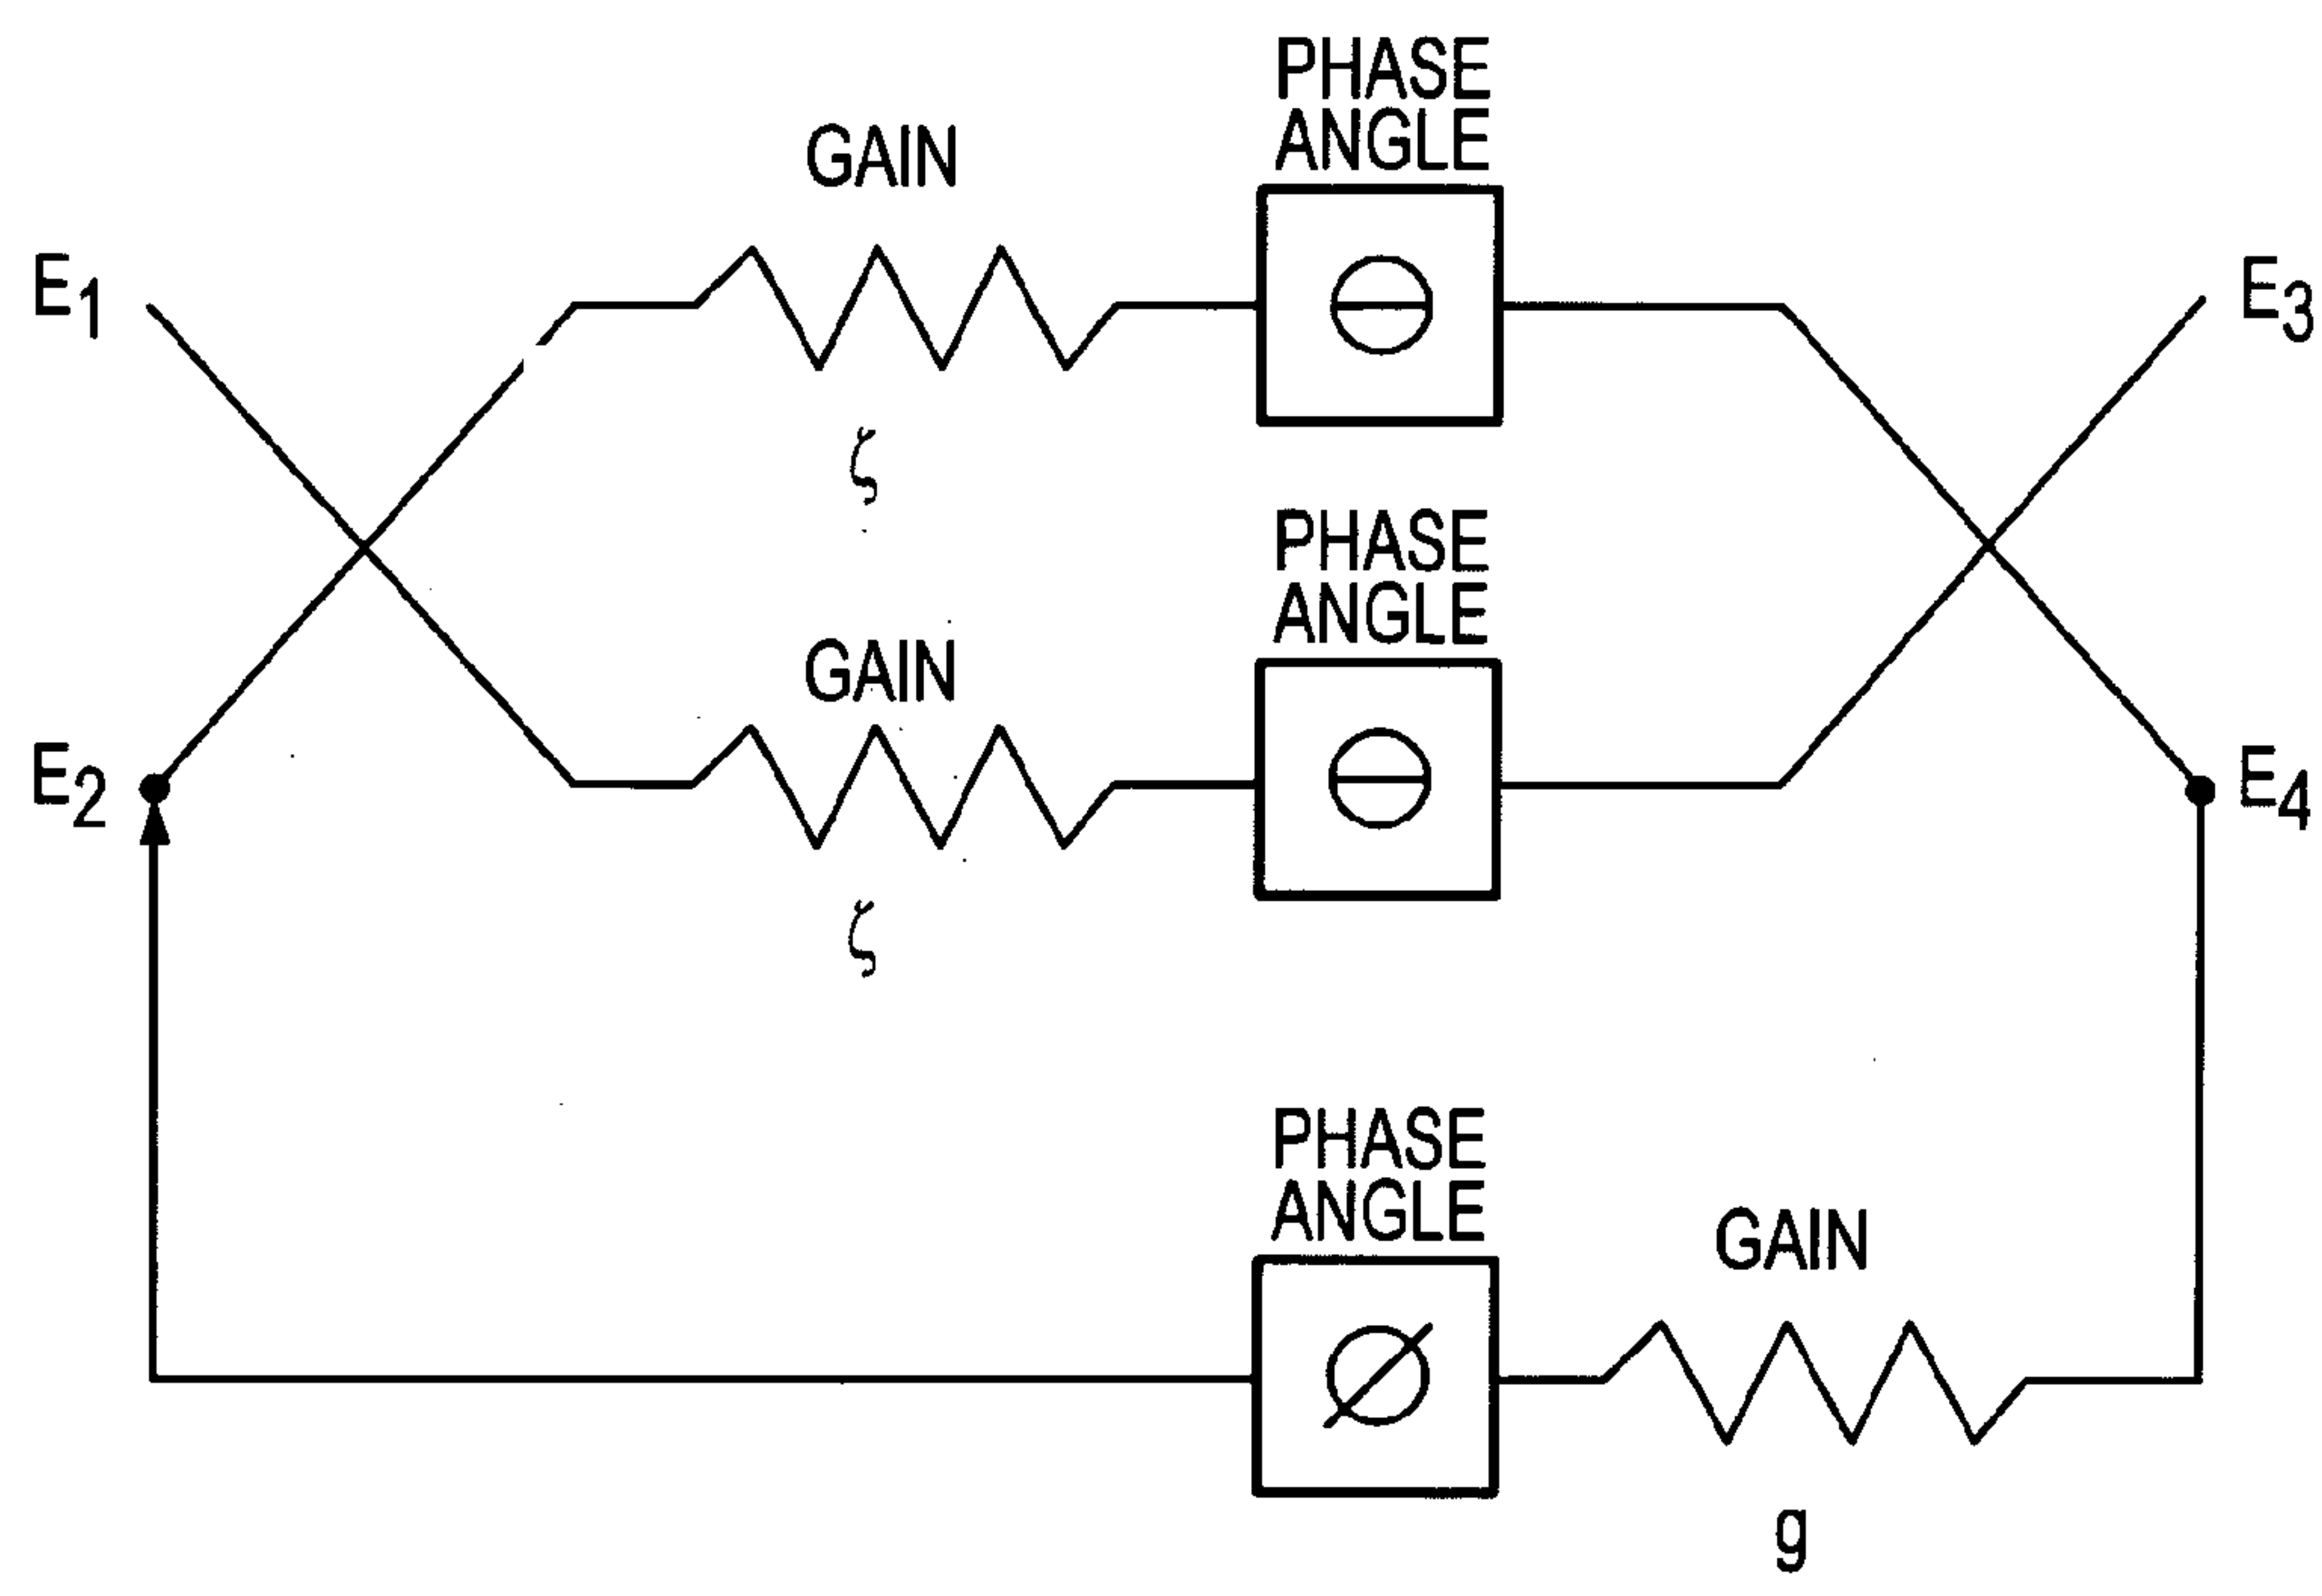 PHASE
ANGLE
GAIN
E1
E3
ζ
PHASE
ANGLE
GAIN
E2
E4
ζ
PHASE
ANGLE
GAIN
g